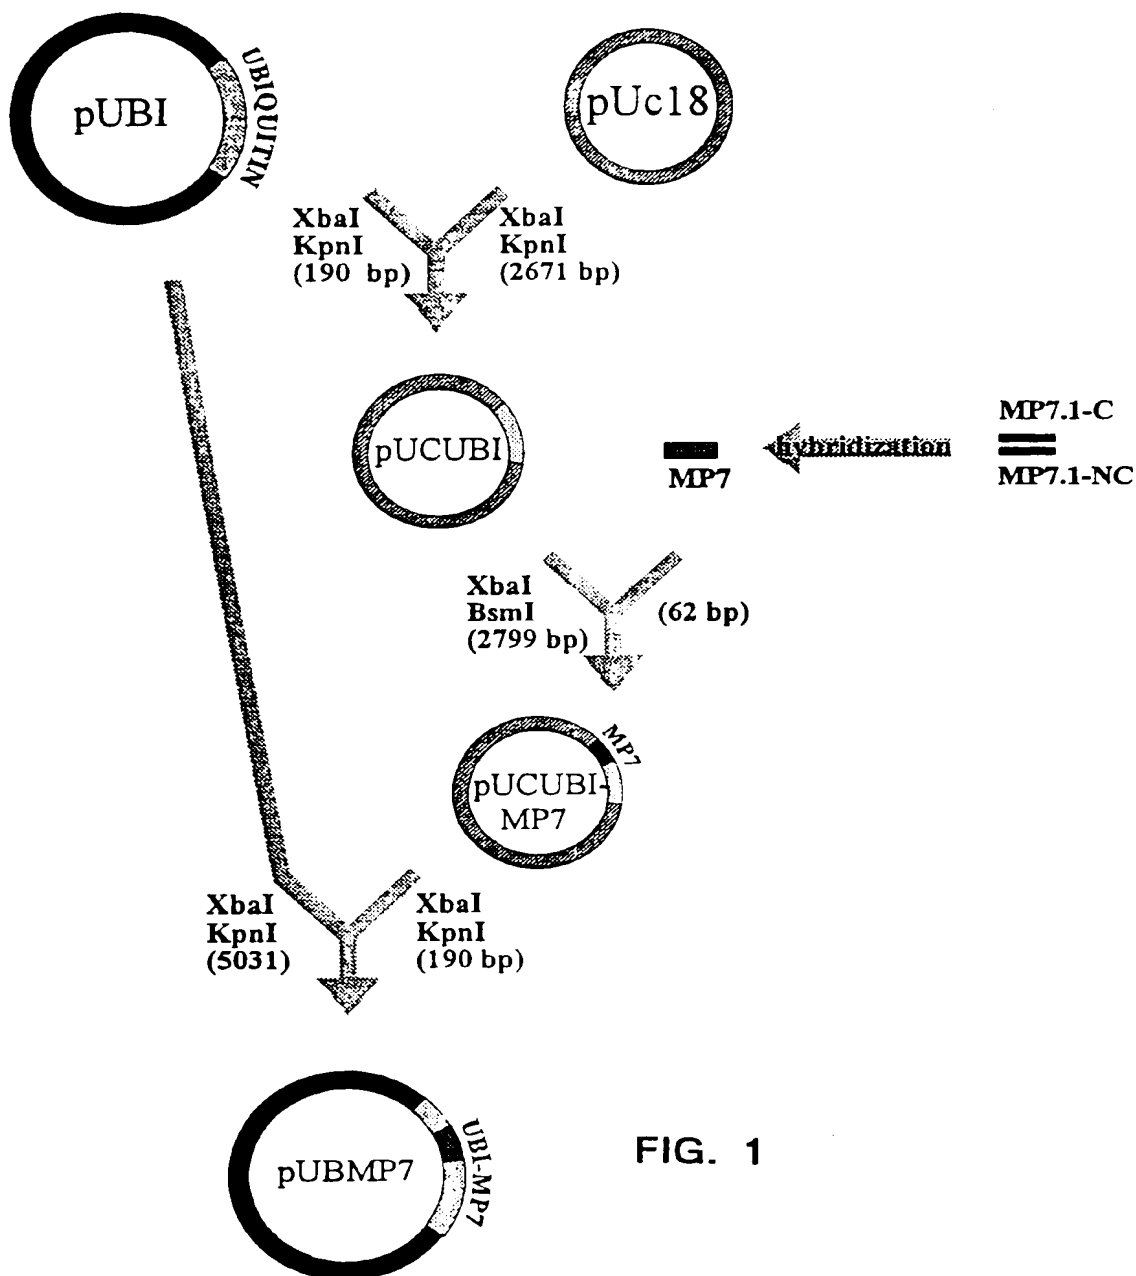 pUBI
UBIQUITIN
pUc18
XbaI
KpnI
(190 bp)
XbaI
KpnI
(2671 bp)
pUCUBI
MP7
hybridization
MP7.1-C
MP7.1-NC
XbaI
BsmI
(2799 bp)
(62 bp)
MP7
pUCUBI-
MP7
XbaI
KpnI
(5031)
XbaI
KpnI
(190 bp)
pUBMP7
UBI-MP7
FIG. 1